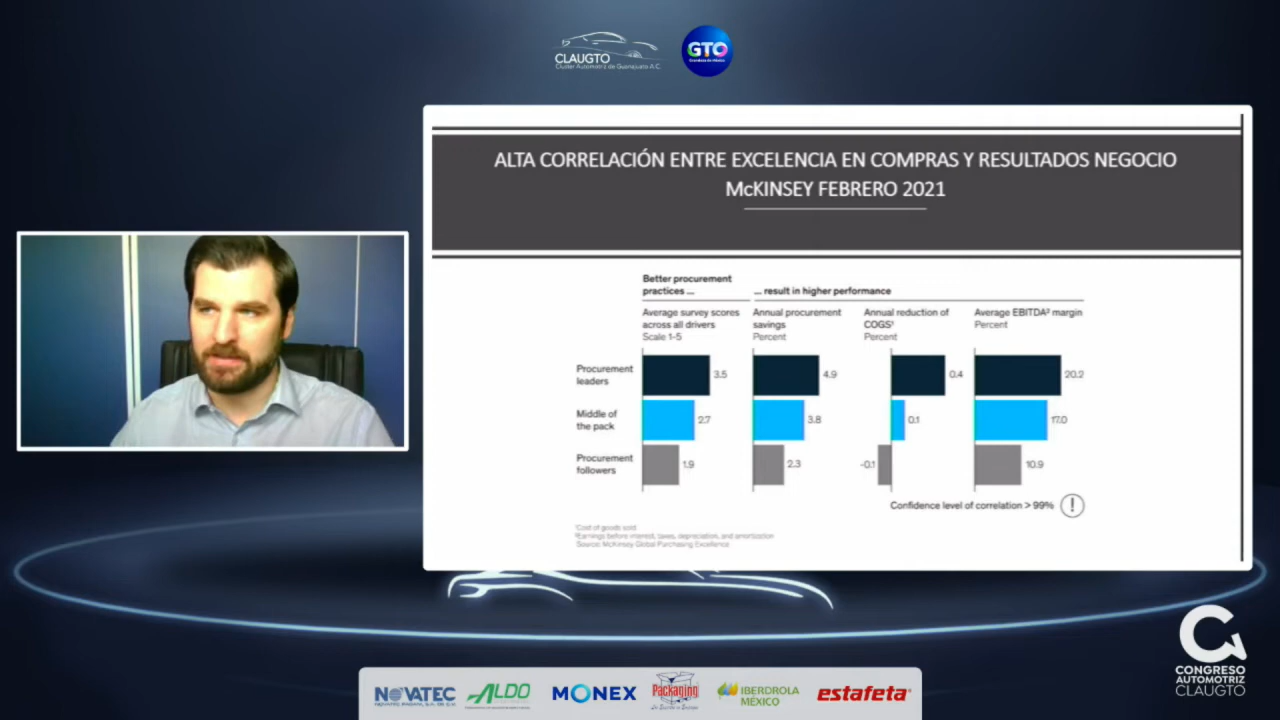 CLAUGTO
Cluster Automotriz de Guanajuato A.C.
GTO
Grandeza de México
ALTA CORRELACIÓN ENTRE EXCELENCIA EN COMPRAS Y RESULTADOS NEGOCIO
McKINSEY FEBRERO 2021
Better procurement
practices ...
... result in higher performance
Average survey scores
across all drivers
Scale 1-5
Annual procurement
savings
Percent
Annual reduction of
COGS¹
Percent
Average EBITDA² margin
Percent
Procurement
leaders
3.5
4.9
0.4
20.2
Middle of
the pack
2.7
3.8
0.1
17.0
Procurement
followers
1.9
2.3
-0.1
10.9
Confidence level of correlation > 99%
!
¹Cost of goods sold
²Earnings before interest, taxes, depreciation, and amortization
Source: McKinsey Global Purchasing Excellence
CONGRESO
AUTOMOTRIZ
CLAUGTO
NOVATEC
ALDO
MONEX
Packaging
IBERDROLA
MÉXICO
estafeta